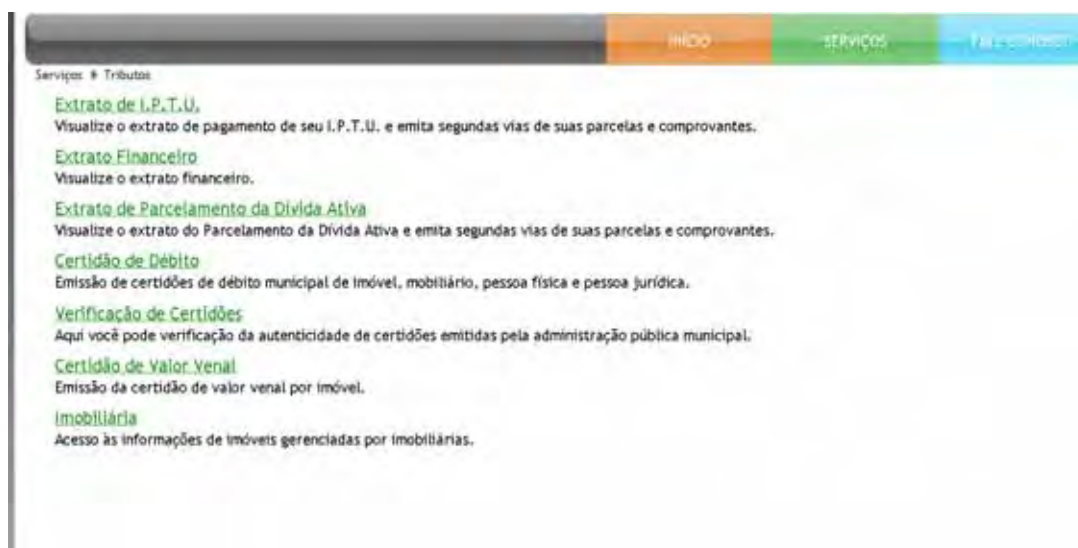 INÍCIO SERVIÇOS FALE CONOSCO
Serviços Tributos
Extrato de I.P.T.U.
Visualize o extrato de pagamento de seu I.P.T.U. e emita segundas vias de suas parcelas e comprovantes.
Extrato Financeiro
Visualize o extrato financeiro.
Extrato de Parcelamento da Dívida Ativa
Visualize o extrato do Parcelamento da Dívida Ativa e emita segundas vias de suas parcelas e comprovantes.
Certidão de Débito
Emissão de certidões de débito municipal de imóvel, mobiliário, pessoa física e pessoa jurídica.
Verificação de Certidões
Aqui você pode verificação da autenticidade de certidões emitidas pela administração pública municipal.
Certidão de Valor Venal
Emissão da certidão de valor venal por imóvel.
Imobiliária
Acesso às informações de imóveis gerenciadas por imobiliárias.